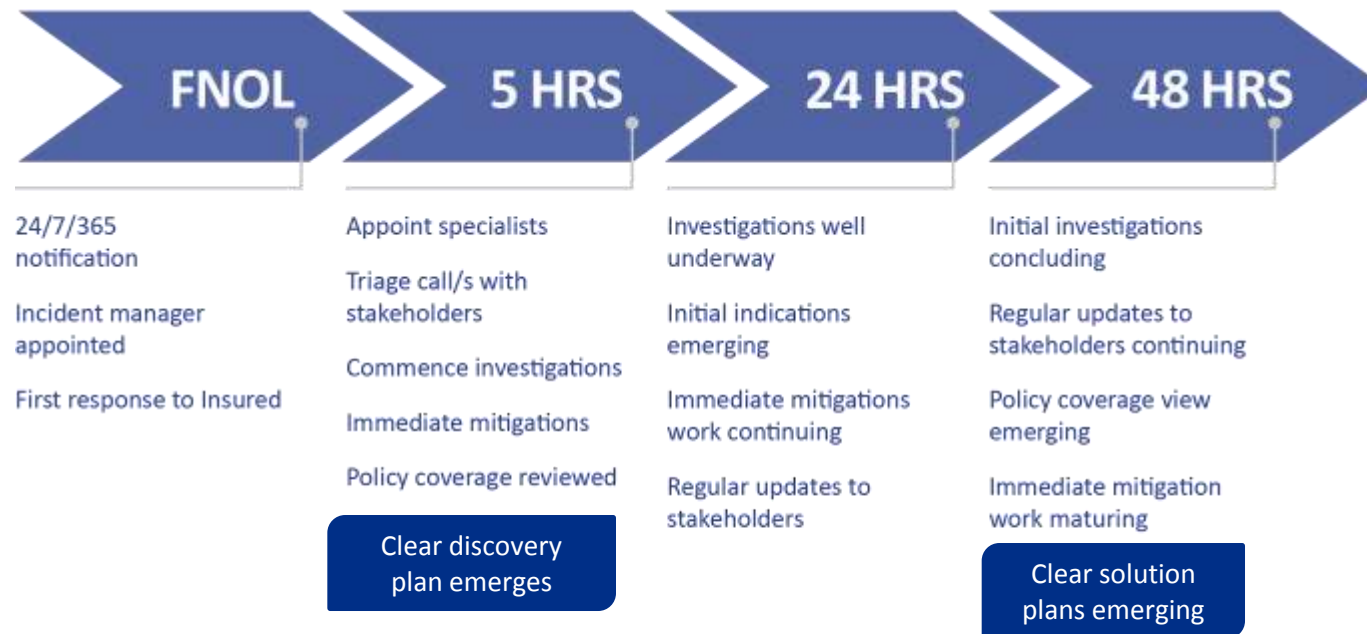 FNOL
5 HRS
24 HRS
48 HRS
24/7/365
notification
Incident manager
appointed
First response to Insured
Appoint specialists
Triage call/s with
stakeholders
Commence investigations
Immediate mitigations
Policy coverage reviewed
Clear discovery
plan emerges
Investigations well
underway
Initial indications
emerging
Immediate mitigations
work continuing
Regular updates to
stakeholders
Initial investigations
concluding
Regular updates to
stakeholders continuing
Policy coverage view
emerging
Immediate mitigation
work maturing
Clear solution
plans emerging